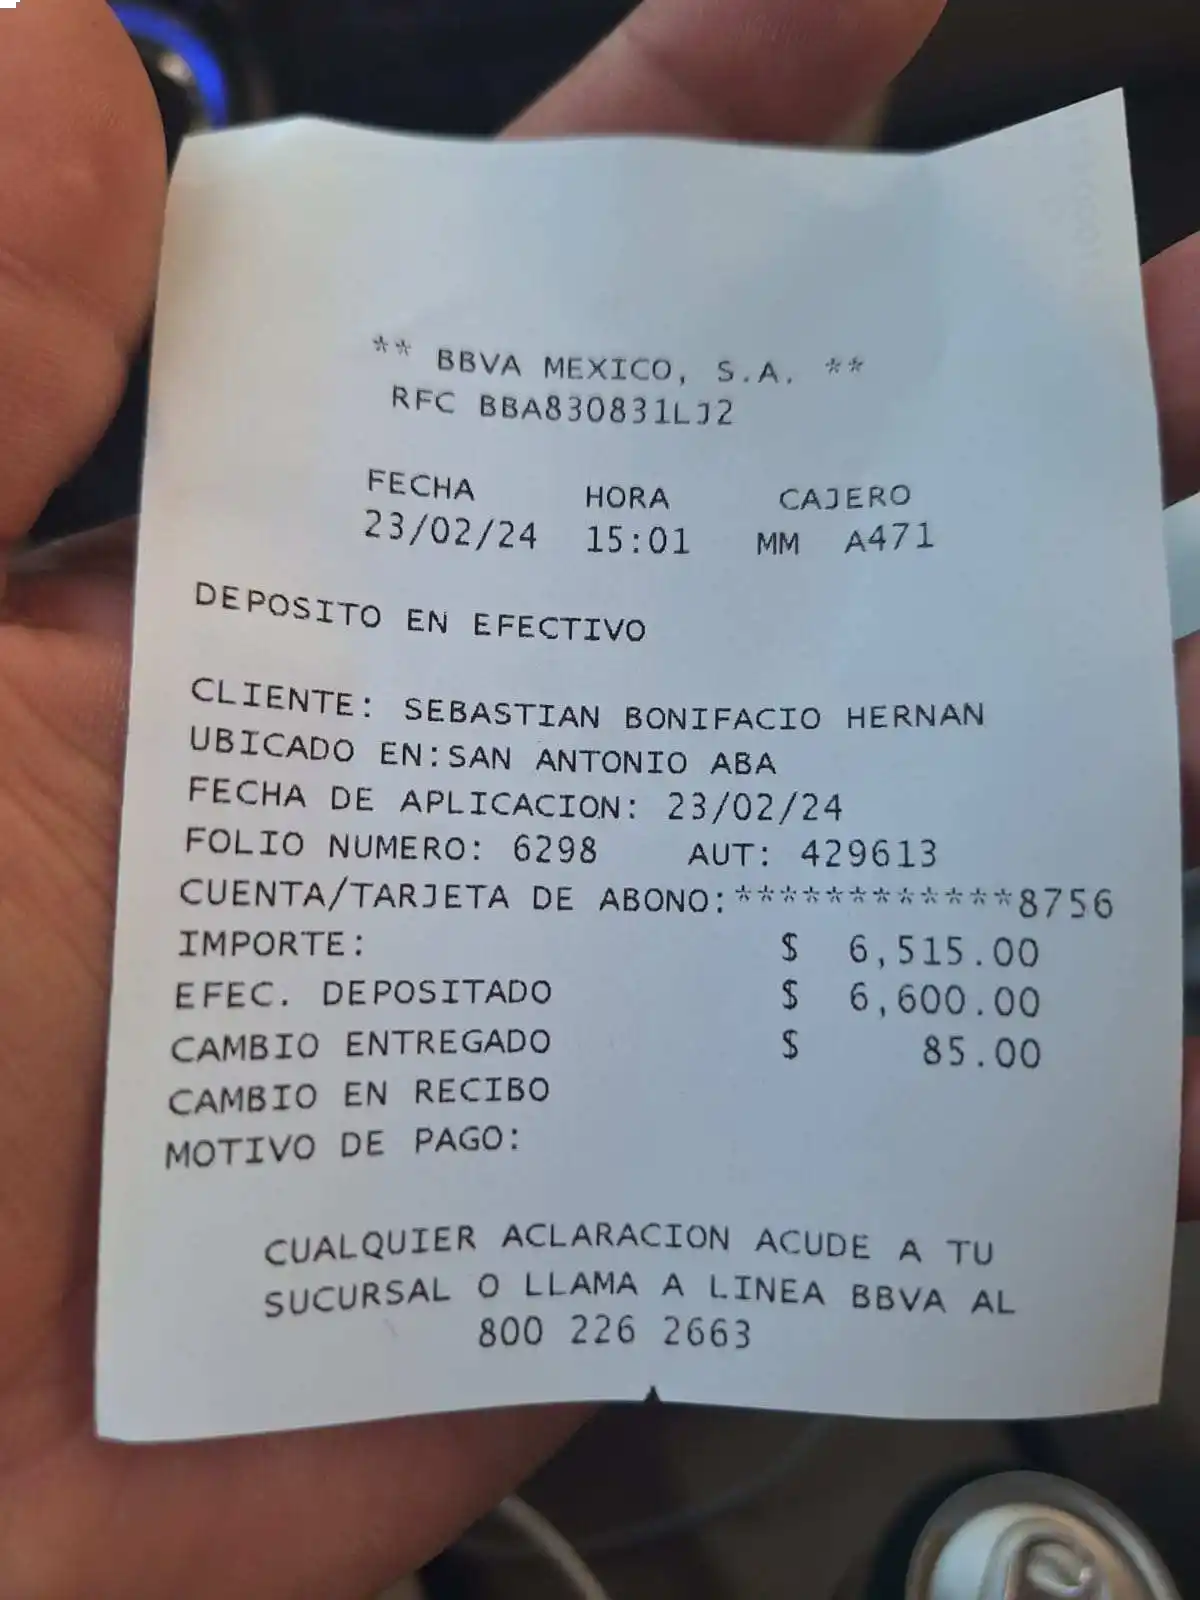 ** BBVA MEXICO, S.A. **
RFC BBA830831LJ2
FECHA HORA CAJERO
23/02/24 15:01 MM A471
DEPOSITO EN EFECTIVO
CLIENTE: SEBASTIAN BONIFACIO HERNAN
UBICADO EN:SAN ANTONIO ABA
FECHA DE APLICACION: 23/02/24
FOLIO NUMERO: 6298 AUT: 429613
CUENTA/TARJETA DE ABONO:************8756
IMPORTE: $ 6,515.00
EFEC. DEPOSITADO $ 6,600.00
CAMBIO ENTREGADO $ 85.00
CAMBIO EN RECIBO
MOTIVO DE PAGO:
CUALQUIER ACLARACION ACUDE A TU
SUCURSAL O LLAMA A LINEA BBVA AL
800 226 2663